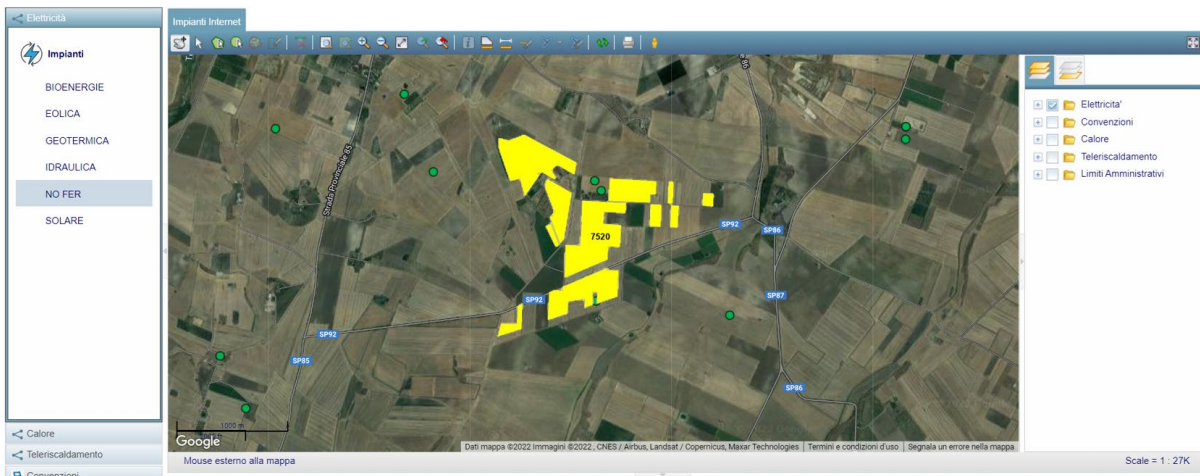 Elettricità
Impianti
BIOENERGIE
EOLICA
GEOTERMICA
IDRAULICA
NO FER
SOLARE
Calore
Teleriscaldamento
Convenzioni
Impianti Internet
86
Strada Provinciale 85
7520
SP92
SP86
SP92
SP87
SP92
SP85
SP86
1000 m
Google
Dati mappa ©2022 Immagini ©2022 , CNES / Airbus, Landsat / Copernicus, Maxar Technologies
Termini e condizioni d'uso
Segnala un errore nella mappa
Mouse esterno alla mappa
Scale = 1 : 27K
Elettricita'
Convenzioni
Calore
Teleriscaldamento
Limiti Amministrativi